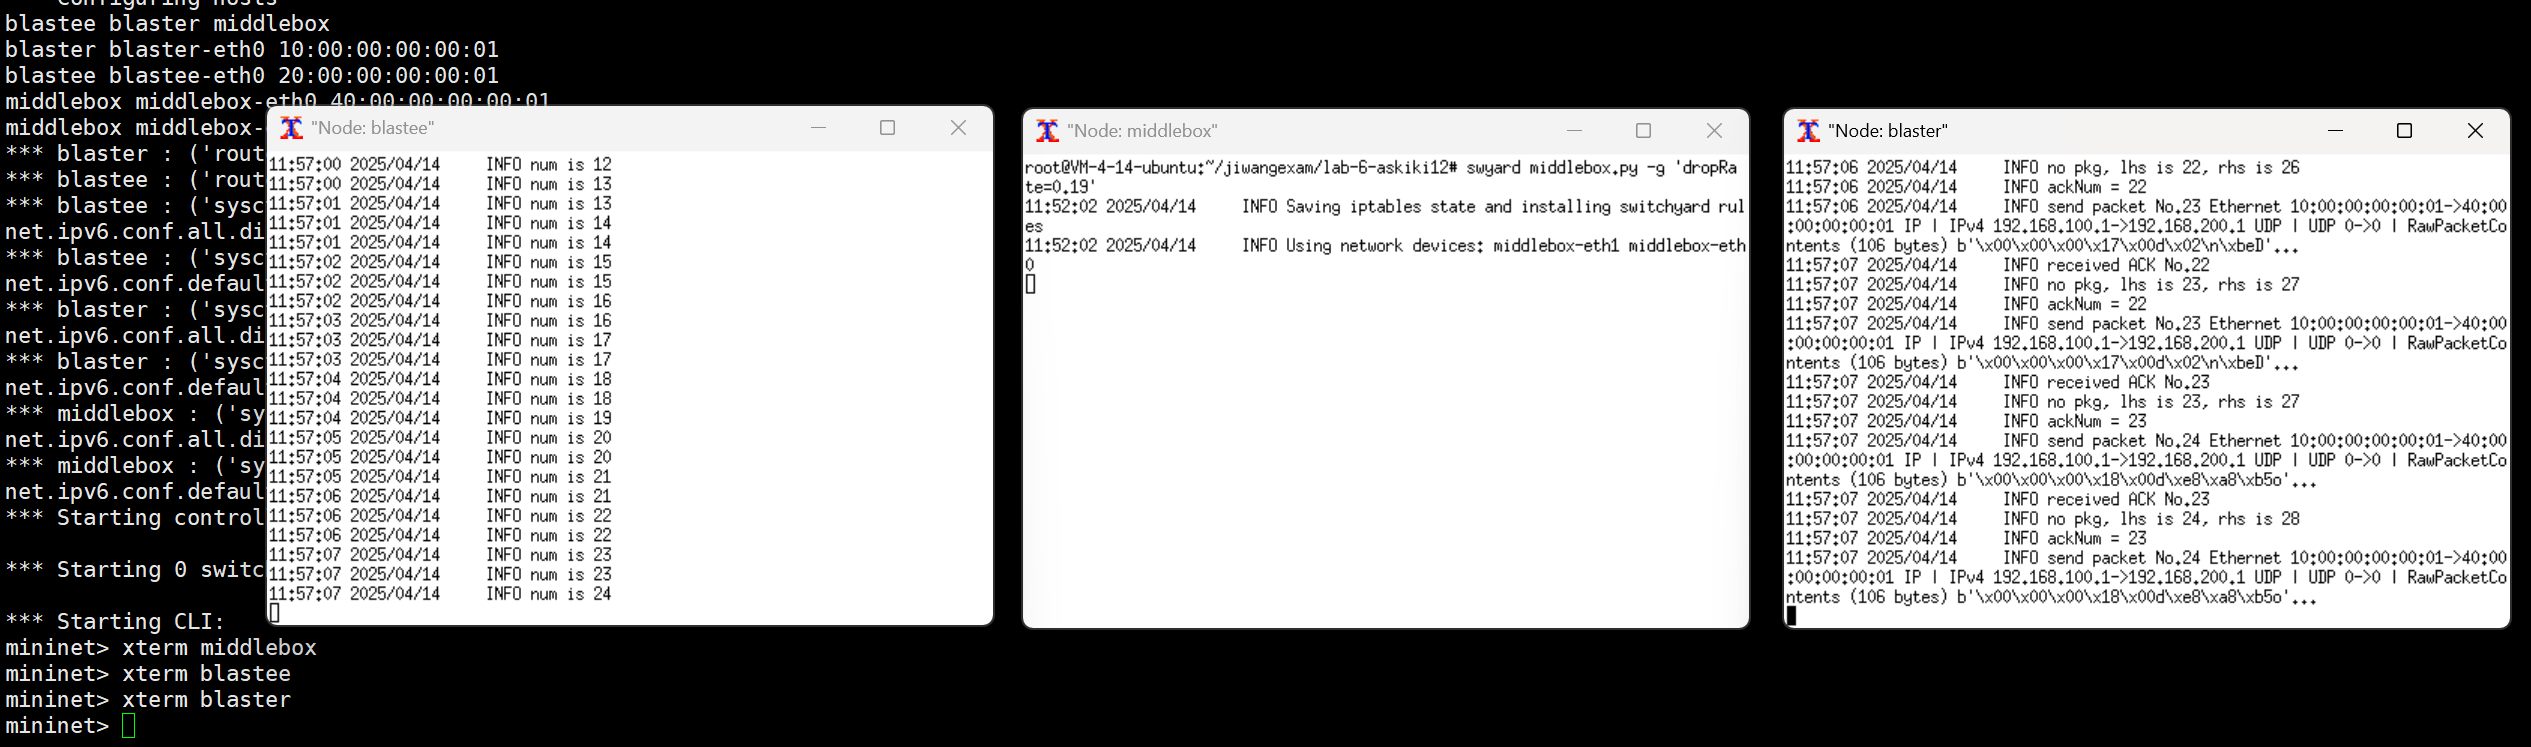 Configuring hosts
blastee blaster middlebox
blaster blaster-eth0 10:00:00:00:00:01
blastee blastee-eth0 20:00:00:00:00:01
middlebox middlebox-eth0 40:00:00:00:00:01
middlebox middlebox-
*** blaster : ('rout
*** blastee : ('rout
*** blastee : ('sysc
net.ipv6.conf.all.di
*** blastee : ('sysc
net.ipv6.conf.defaul
*** blaster : ('sysc
net.ipv6.conf.all.di
*** blaster : ('sysc
net.ipv6.conf.defaul
*** middlebox : ('sy
net.ipv6.conf.all.di
*** middlebox : ('sy
net.ipv6.conf.defaul
*** Starting control
*** Starting 0 switc
*** Starting CLI:
mininet> xterm middlebox
mininet> xterm blastee
mininet> xterm blaster
mininet>
"Node: blastee"
11:57:00 2025/04/14 INFO num is 12
11:57:00 2025/04/14 INFO num is 13
11:57:01 2025/04/14 INFO num is 13
11:57:01 2025/04/14 INFO num is 14
11:57:01 2025/04/14 INFO num is 14
11:57:02 2025/04/14 INFO num is 15
11:57:02 2025/04/14 INFO num is 15
11:57:02 2025/04/14 INFO num is 16
11:57:03 2025/04/14 INFO num is 16
11:57:03 2025/04/14 INFO num is 17
11:57:03 2025/04/14 INFO num is 17
11:57:04 2025/04/14 INFO num is 18
11:57:04 2025/04/14 INFO num is 18
11:57:04 2025/04/14 INFO num is 19
11:57:05 2025/04/14 INFO num is 20
11:57:05 2025/04/14 INFO num is 20
11:57:05 2025/04/14 INFO num is 21
11:57:06 2025/04/14 INFO num is 21
11:57:06 2025/04/14 INFO num is 22
11:57:06 2025/04/14 INFO num is 22
11:57:07 2025/04/14 INFO num is 23
11:57:07 2025/04/14 INFO num is 23
11:57:07 2025/04/14 INFO num is 24
"Node: middlebox"
root@VM-4-14-ubuntu:~/jiwangexam/lab-6-askiki12# swyard middlebox.py -g 'dropRa
te=0.19'
11:52:02 2025/04/14 INFO Saving iptables state and installing switchyard rul
es
11:52:02 2025/04/14 INFO Using network devices: middlebox-eth1 middlebox-eth
0
"Node: blaster"
11:57:06 2025/04/14 INFO no pkg, lhs is 22, rhs is 26
11:57:06 2025/04/14 INFO ackNum = 22
11:57:06 2025/04/14 INFO send packet No.23 Ethernet 10:00:00:00:00:01->40:00
:00:00:00:01 IP | IPv4 192.168.100.1->192.168.200.1 UDP | UDP 0->0 | RawPacketCo
ntents (106 bytes) b'\x00\x00\x00\x17\x00d\x02\n\xbeD'...
11:57:07 2025/04/14 INFO received ACK No.22
11:57:07 2025/04/14 INFO no pkg, lhs is 23, rhs is 27
11:57:07 2025/04/14 INFO ackNum = 22
11:57:07 2025/04/14 INFO send packet No.23 Ethernet 10:00:00:00:00:01->40:00
:00:00:00:01 IP | IPv4 192.168.100.1->192.168.200.1 UDP | UDP 0->0 | RawPacketCo
ntents (106 bytes) b'\x00\x00\x00\x17\x00d\x02\n\xbeD'...
11:57:07 2025/04/14 INFO received ACK No.23
11:57:07 2025/04/14 INFO no pkg, lhs is 23, rhs is 27
11:57:07 2025/04/14 INFO ackNum = 23
11:57:07 2025/04/14 INFO send packet No.24 Ethernet 10:00:00:00:00:01->40:00
:00:00:00:01 IP | IPv4 192.168.100.1->192.168.200.1 UDP | UDP 0->0 | RawPacketCo
ntents (106 bytes) b'\x00\x00\x00\x18\x00d\xe8\xa8\xb5o'...
11:57:07 2025/04/14 INFO received ACK No.23
11:57:07 2025/04/14 INFO no pkg, lhs is 24, rhs is 28
11:57:07 2025/04/14 INFO ackNum = 23
11:57:07 2025/04/14 INFO send packet No.24 Ethernet 10:00:00:00:00:01->40:00
:00:00:00:01 IP | IPv4 192.168.100.1->192.168.200.1 UDP | UDP 0->0 | RawPacketCo
ntents (106 bytes) b'\x00\x00\x00\x18\x00d\xe8\xa8\xb5o'...